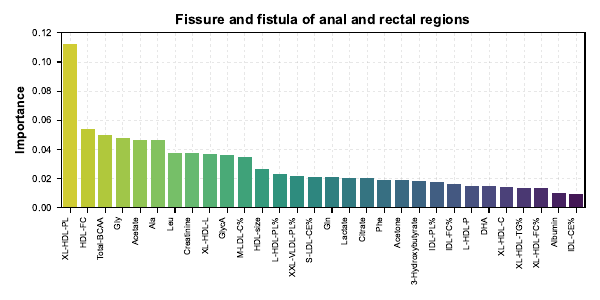 Fissure and fistula of anal and rectal regions
Importance
0.12
0.10
0.08
0.06
0.04
0.02
0.00
XL-HDL-PL
HDL-FC
Total-BCAA
Gly
Acetate
Ala
Leu
Creatinine
XL-HDL-L
GlycA
M-LDL-C%
HDL-size
L-HDL-PL%
XXL-VLDL-PL%
S-LDL-CE%
Gln
Lactate
Citrate
Phe
Acetone
3-Hydroxybutyrate
IDL-PL%
IDL-FC%
L-HDL-P
DHA
XL-HDL-C
XL-HDL-TG%
XL-HDL-FC%
Albumin
IDL-CE%